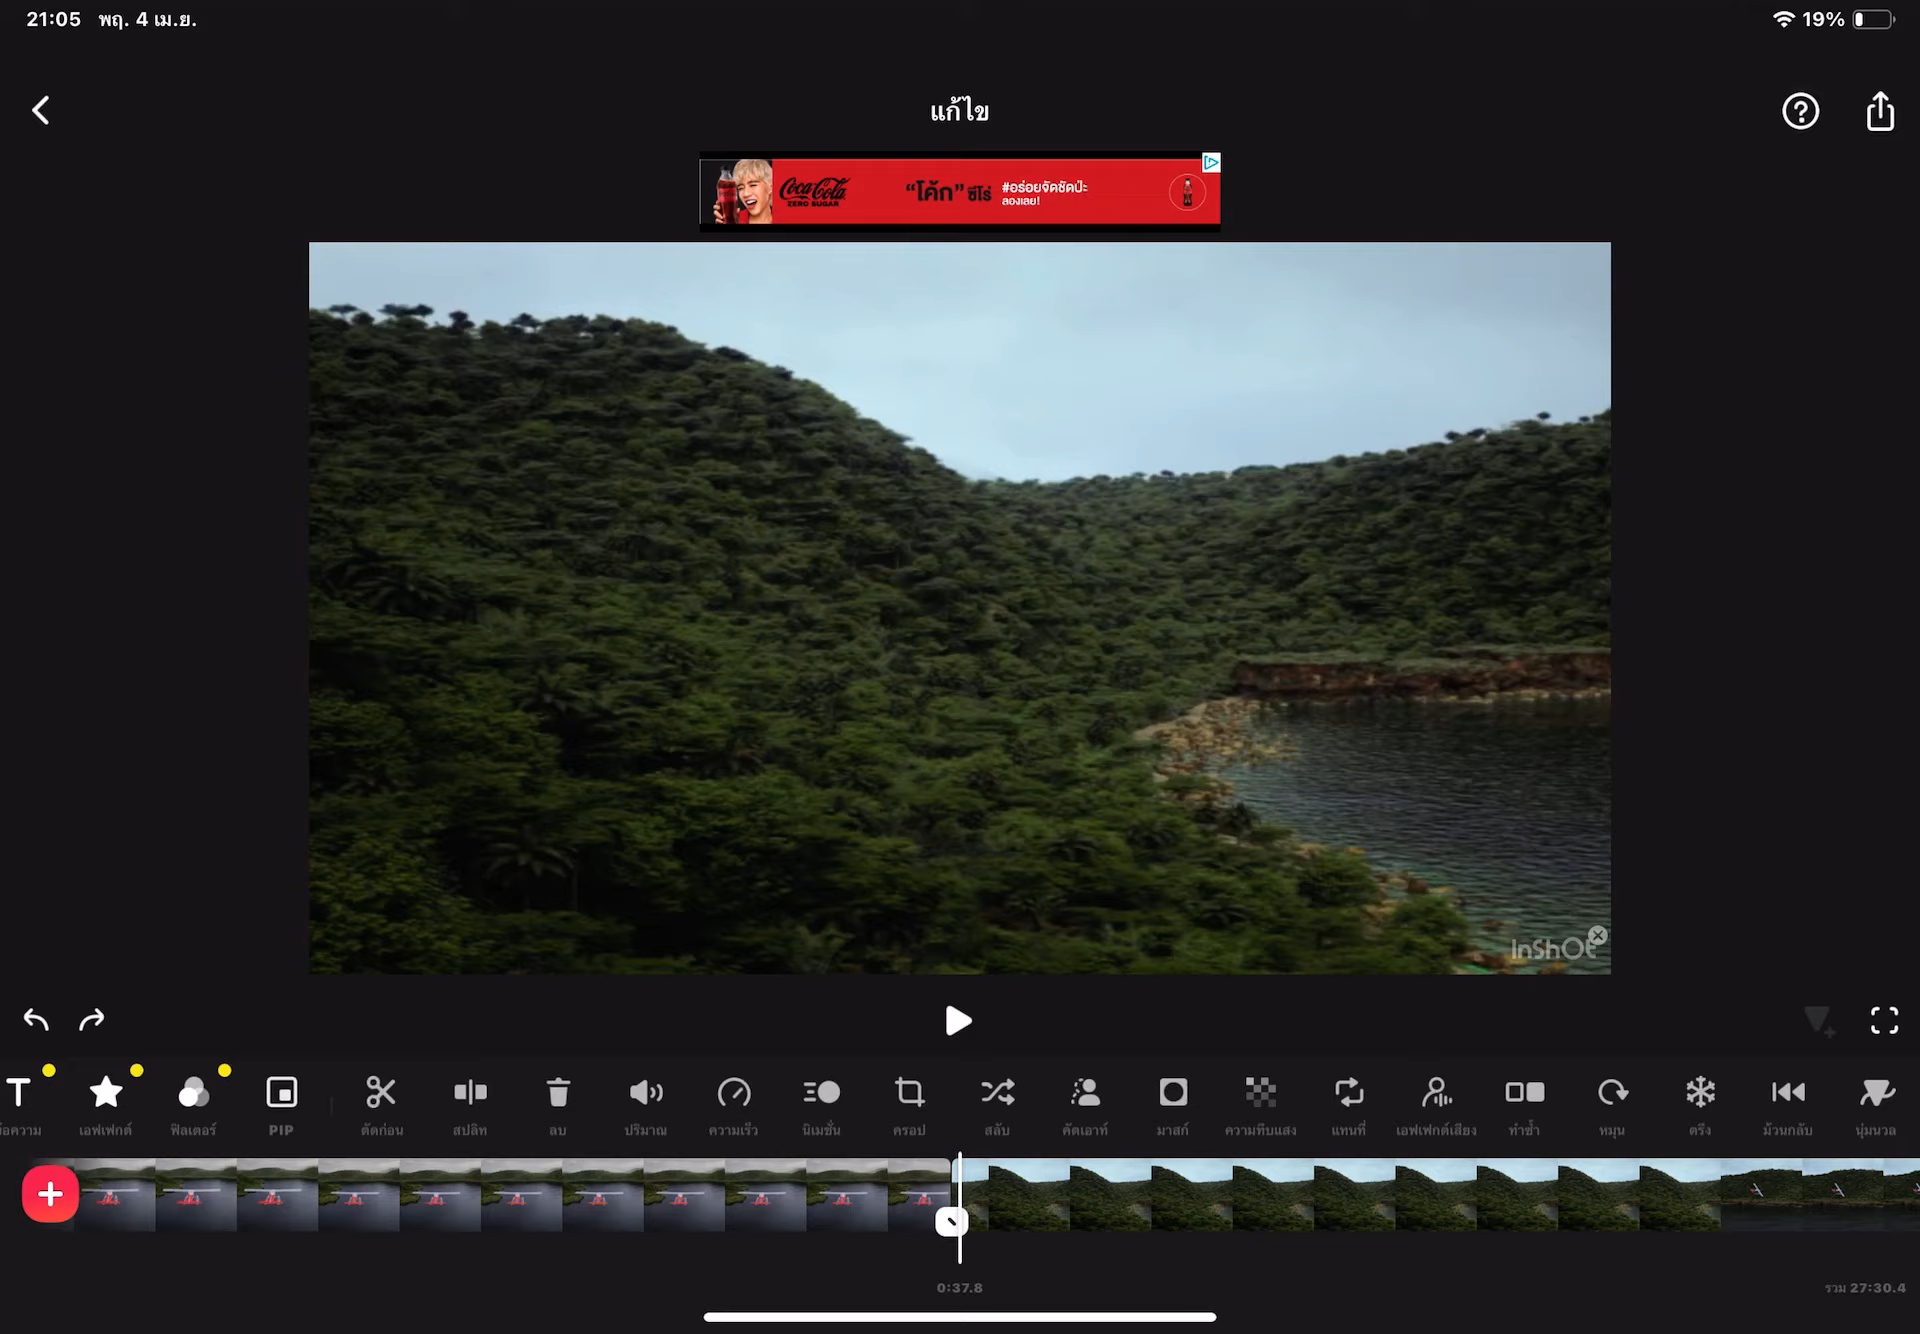 21:05 พฤ. 4 เม.ย.
19%
แก้ไข
Coca-Cola
ZERO SUGAR
“โค้ก” ซีโร่
#อร่อยจัดซัดป่ะ
ลองเลย!
InShOt
T
้อความ
เอฟเฟกต์
ฟิลเตอร์
PIP
ตัดก่อน
สปลิท
ลบ
ปริมาณ
ความเร็ว
นิเมชั่น
ครอป
สลับ
คัดเอาท์
มาสก์
ความทึบแสง
แทนที่
เอฟเฟกต์เสียง
ทำซ้ำ
หมุน
ตรึง
ม้วนกลับ
นุ่มนวล
0:37.8
รวม 27:30.4